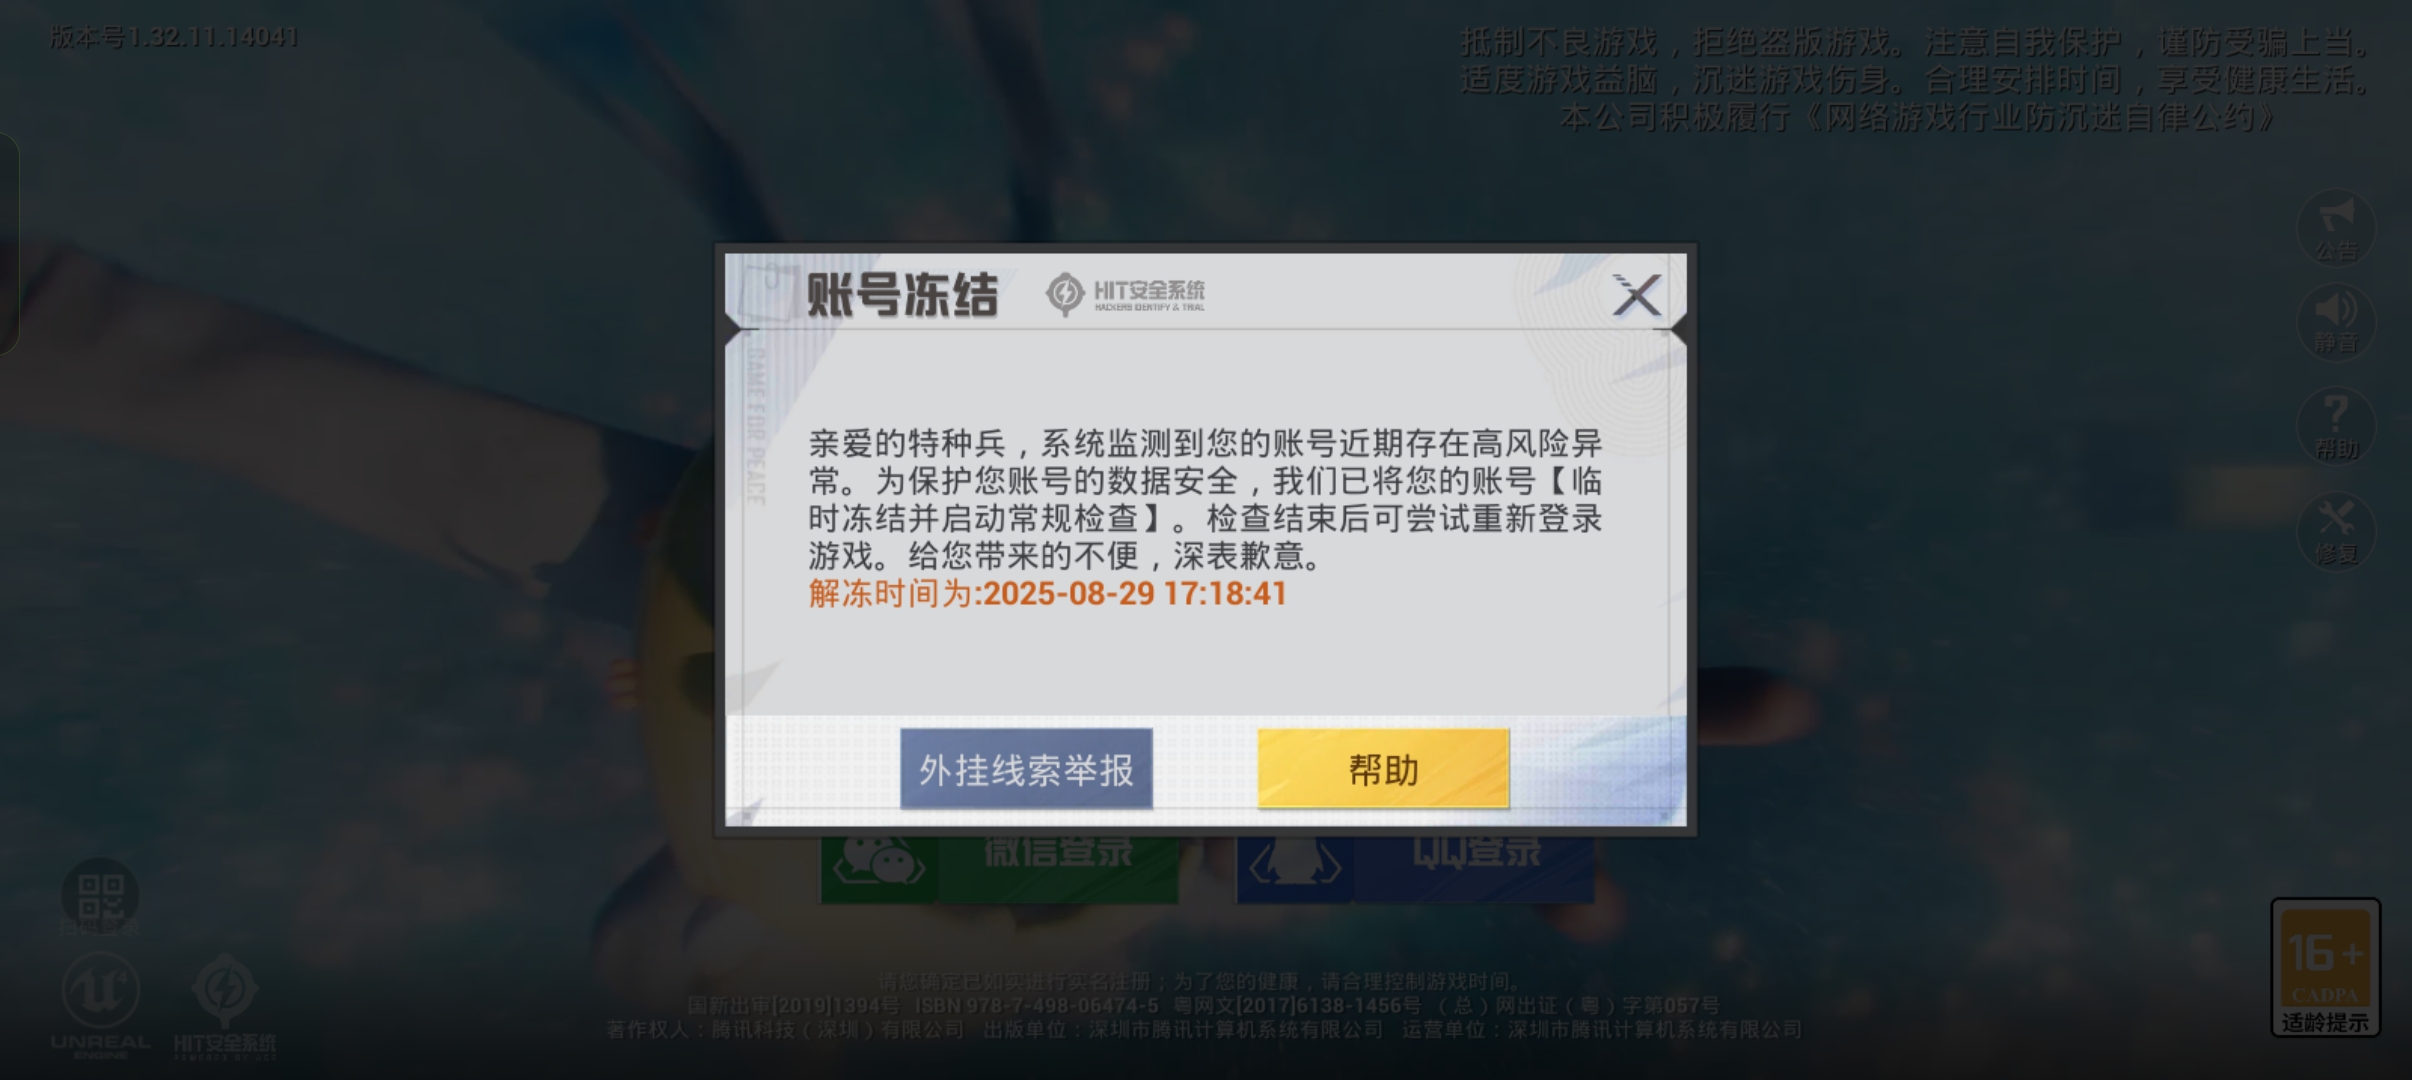 版本号1.32.11.14041
抵制不良游戏，拒绝盗版游戏。注意自我保护，谨防受骗上当。
适度游戏益脑，沉迷游戏伤身。合理安排时间，享受健康生活。
本公司积极履行《网络游戏行业防沉迷自律公约》
公告
静音
帮助
修复
账号冻结
HIT安全系统
HACKERS IDENTIFY & TRIAL
GAME FOR PEACE
亲爱的特种兵，系统监测到您的账号近期存在高风险异
常。为保护您账号的数据安全，我们已将您的账号【临
时冻结并启动常规检查】。检查结束后可尝试重新登录
游戏。给您带来的不便，深表歉意。
解冻时间为:2025-08-29 17:18:41
外挂线索举报
帮助
微信登录
QQ登录
扫码登录
UNREAL
ENGINE
HIT安全系统
POWERED BY ACE
请您确定已如实进行实名注册；为了您的健康，请合理控制游戏时间。
国新出审[2019]1394号 ISBN 978-7-498-06474-5 粤网文[2017]6138-1456号 （总）网出证（粤）字第057号
著作权人：腾讯科技（深圳）有限公司 出版单位：深圳市腾讯计算机系统有限公司 运营单位：深圳市腾讯计算机系统有限公司
16+
CADPA
适龄提示